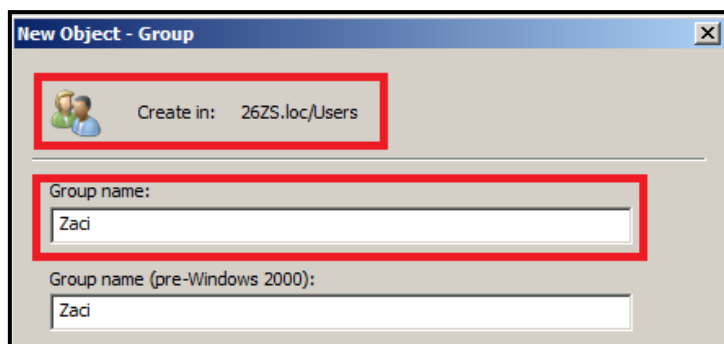 New Object - Group
Create in: 26ZS.loc/Users
Group name:
Zaci
Group name (pre-Windows 2000):
Zaci